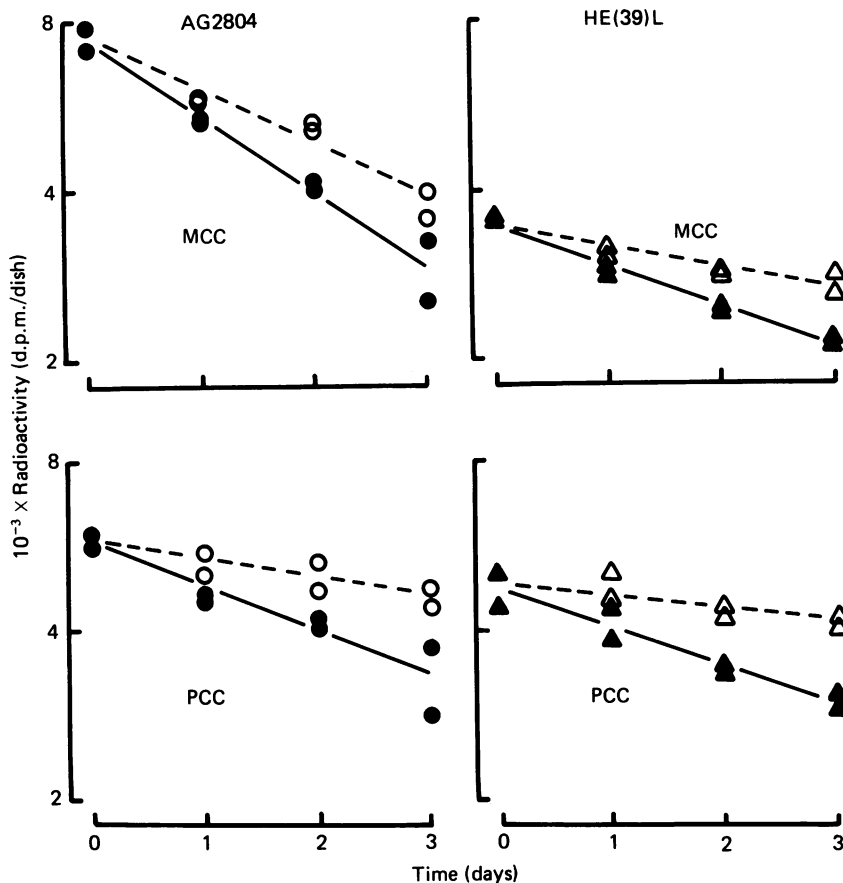 AG2804
HE(39)L
8
4
2
MCC
MCC
10⁻³ × Radioactivity (d.p.m./dish)
8
4
2
PCC
PCC
0 1 2 3
0 1 2 3
Time (days)